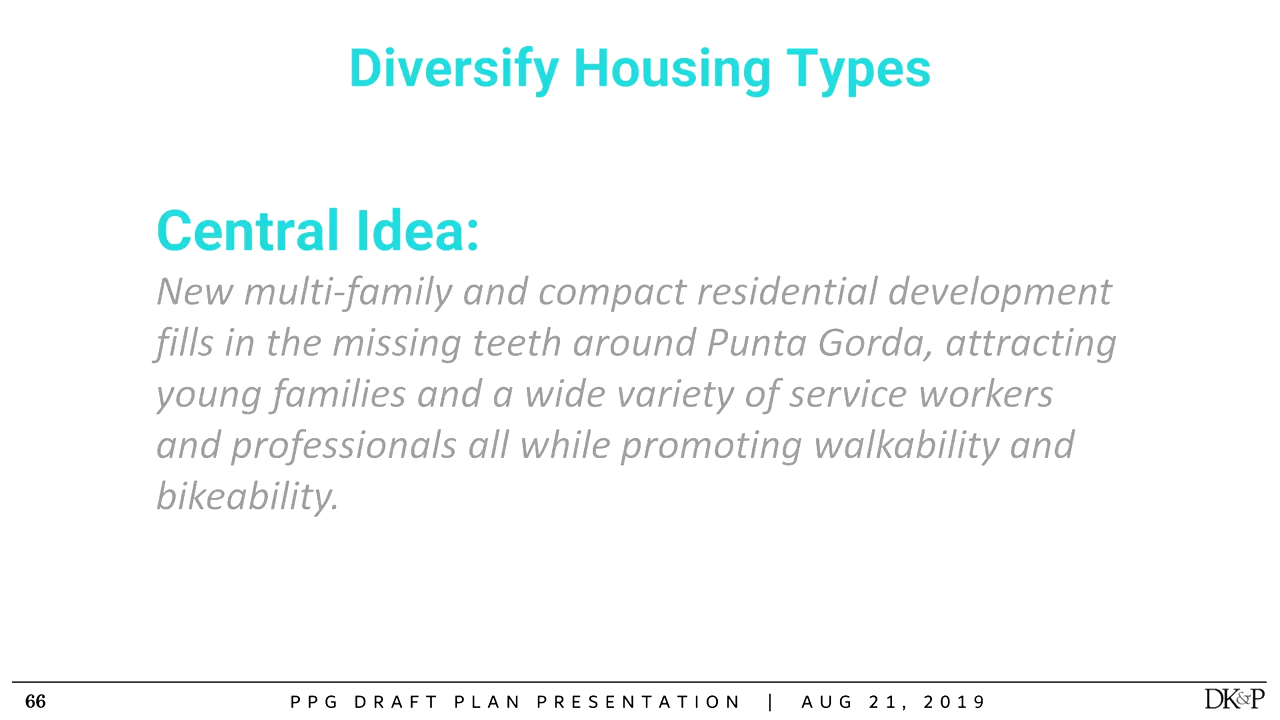 Diversify Housing Types
Central Idea:
New multi-family and compact residential development
fills in the missing teeth around Punta Gorda, attracting
young families and a wide variety of service workers
and professionals all while promoting walkability and
bikeability.
66
PPG DRAFT PLAN PRESENTATION | AUG 21, 2019
DK&P